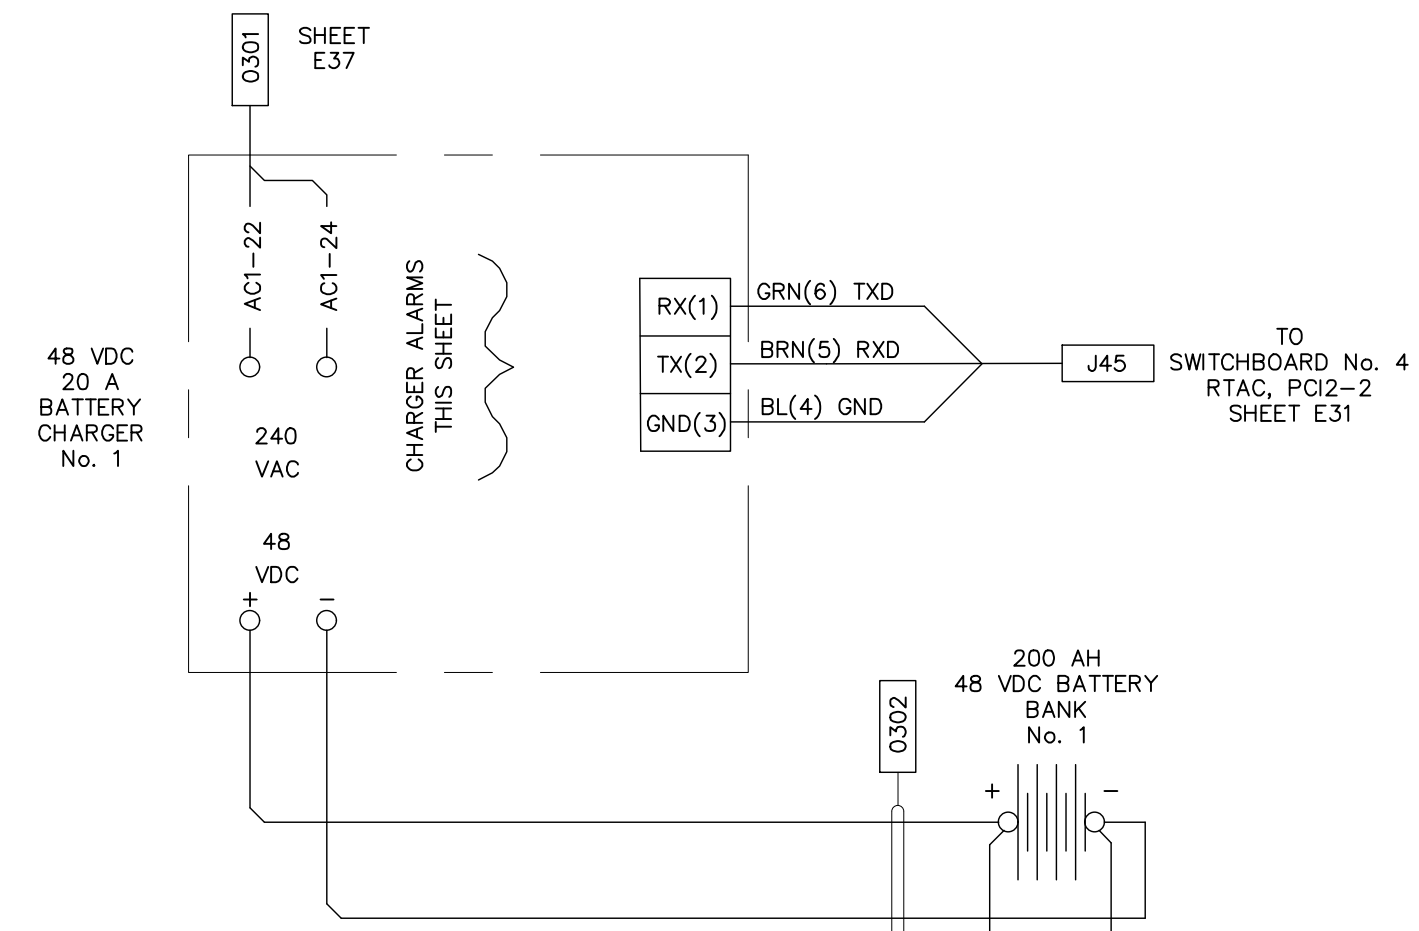 0301
SHEET
E37
AC1-22
AC1-24
CHARGER ALARMS
THIS SHEET
RX(1)
GRN(6) TXD
TX(2)
BRN(5) RXD
GND(3)
BL(4) GND
J45
TO
SWITCHBOARD No. 4
RTAC, PCI2-2
SHEET E31
48 VDC
20 A
BATTERY
CHARGER
No. 1
240
VAC
48
VDC
+ −
200 AH
48 VDC BATTERY
BANK
No. 1
0302
+ −